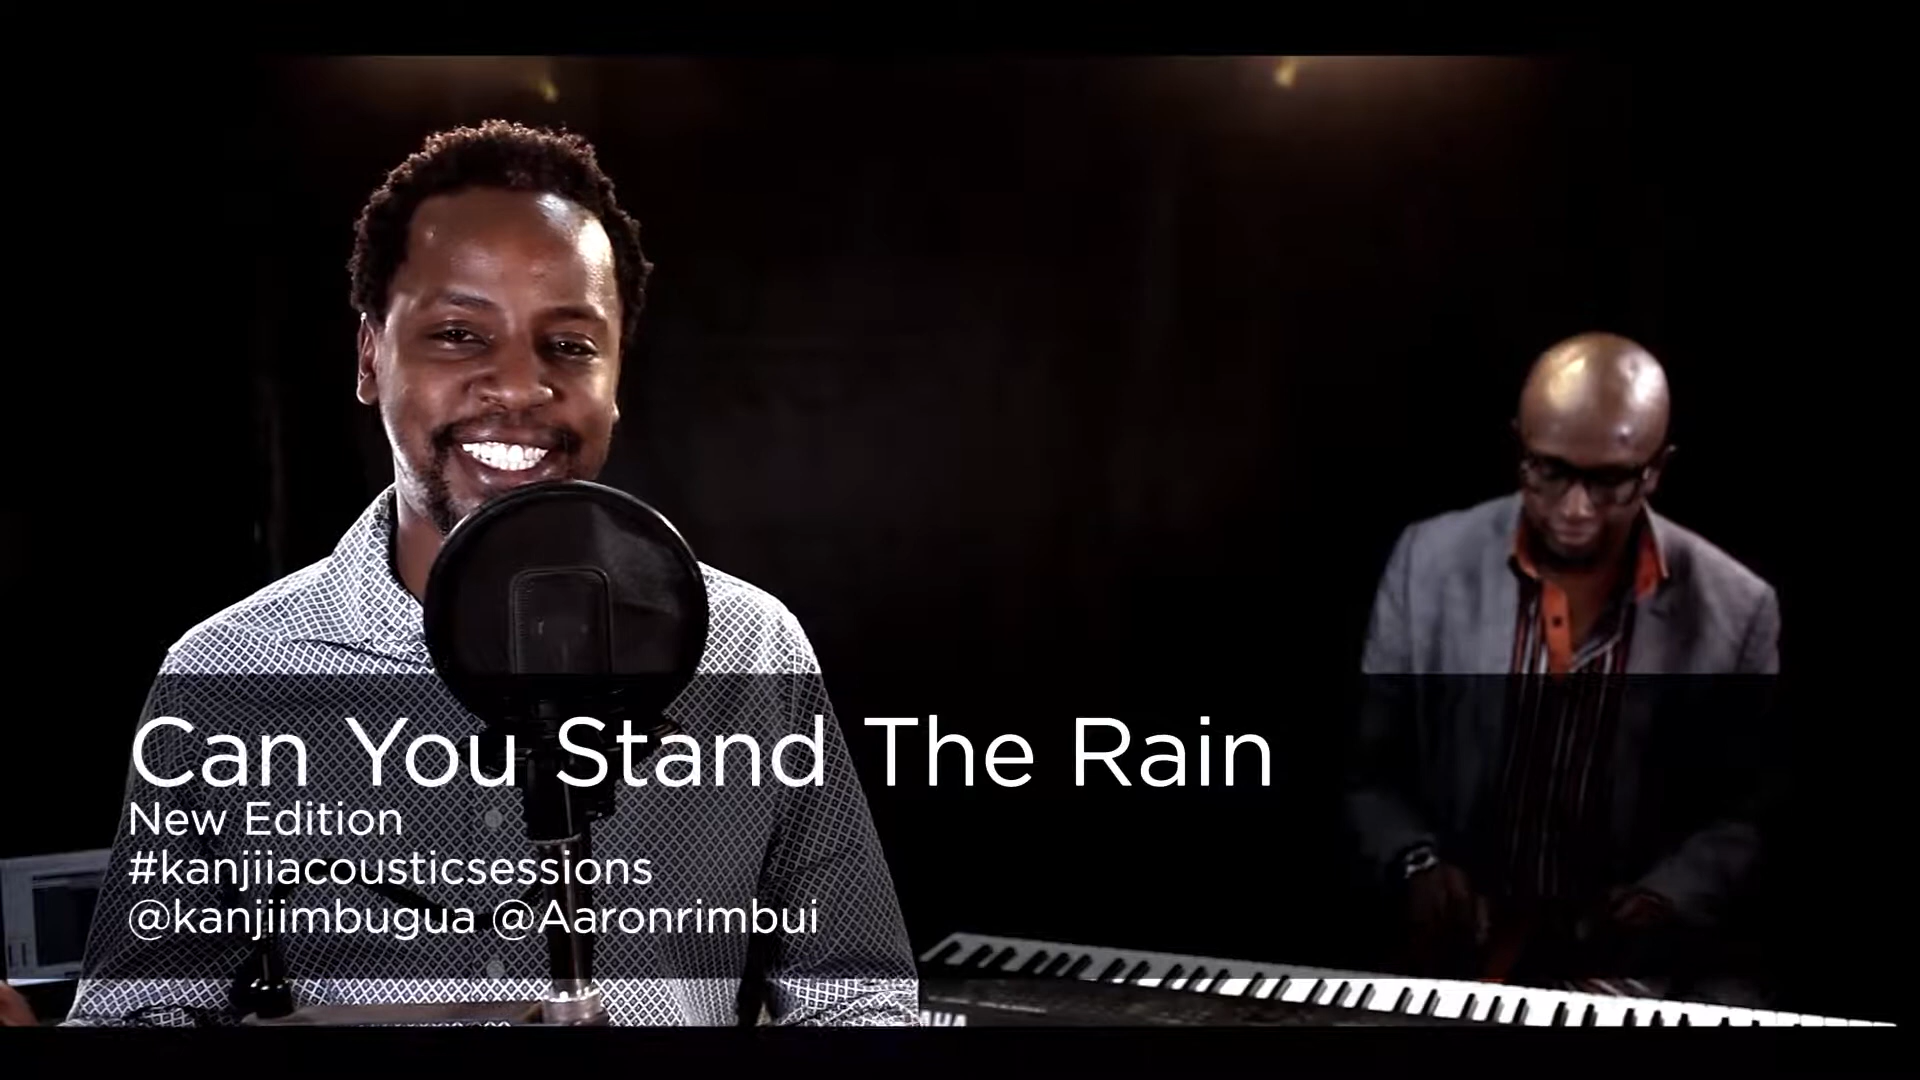 Can You Stand The Rain
New Edition
#kanjiiacousticsessions
@kanjiimbugua @Aaronrimbui